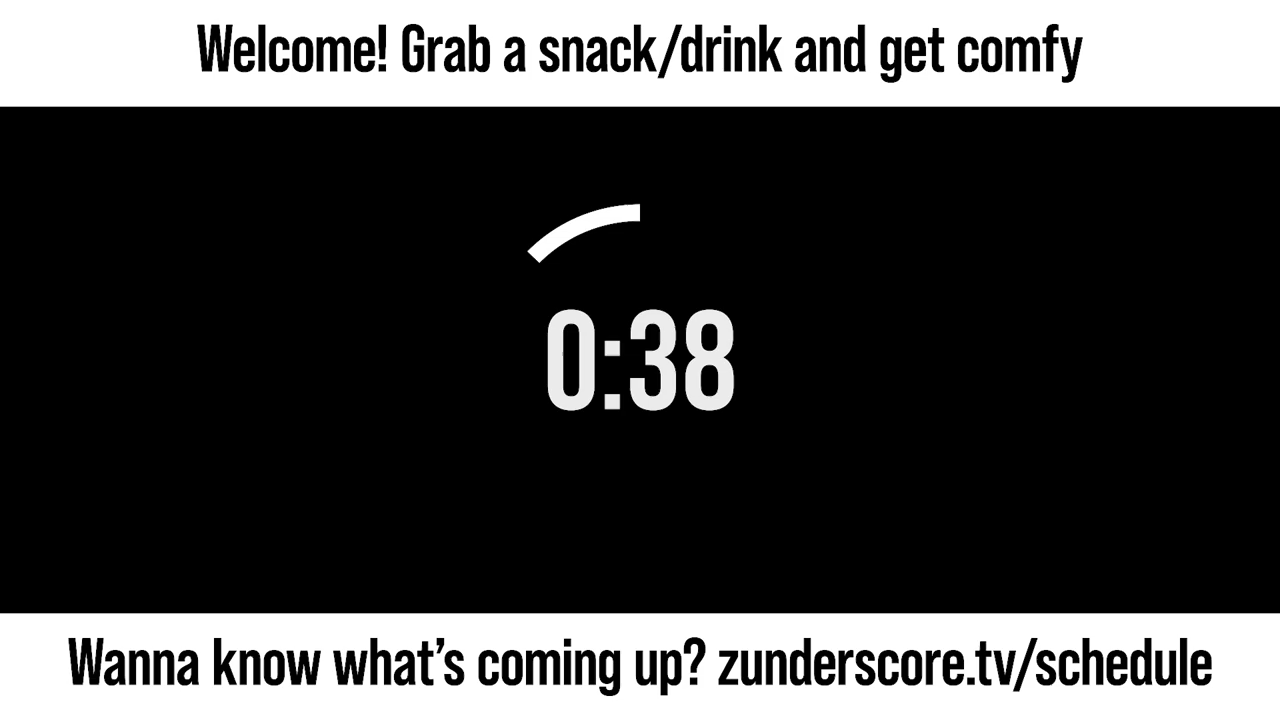 Welcome! Grab a snack/drink and get comfy
0:38
Wanna know what’s coming up? zunderscore.tv/schedule